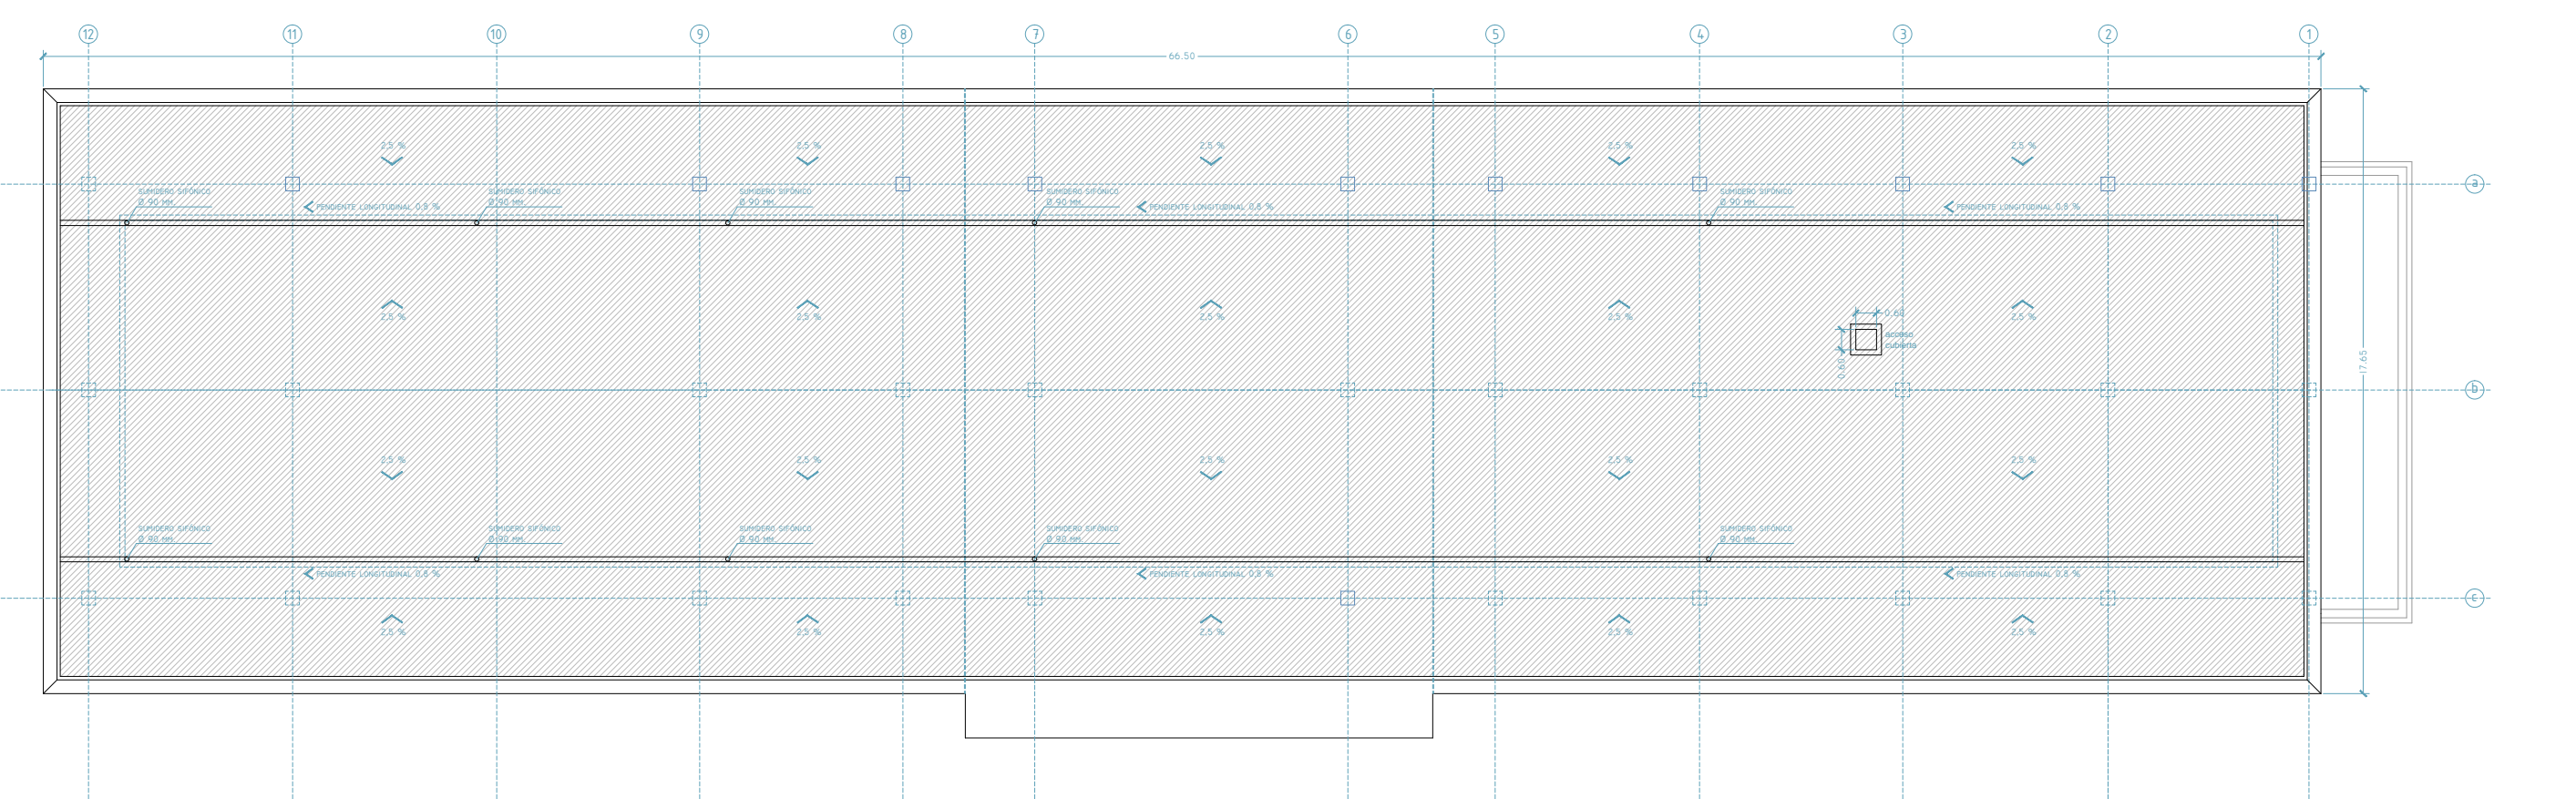 12 11 10 9 8 7 6 5 4 3 2 1
66.50
2,5 % 2,5 % 2,5 % 2,5 % 2,5 %
a
SUMIDERO SIFÓNICO SUMIDERO SIFÓNICO SUMIDERO SIFÓNICO SUMIDERO SIFÓNICO SUMIDERO SIFÓNICO
Ø 90 MM. Ø 90 MM. Ø 90 MM. Ø 90 MM. Ø 90 MM.
PENDIENTE LONGITUDINAL 0,8 % PENDIENTE LONGITUDINAL 0,8 % PENDIENTE LONGITUDINAL 0,8 %
2,5 % 2,5 % 2,5 % 2,5 % 2,5 %
0.60
acceso
cubierta
0.60
17.65
b
2,5 % 2,5 % 2,5 % 2,5 % 2,5 %
SUMIDERO SIFÓNICO SUMIDERO SIFÓNICO SUMIDERO SIFÓNICO SUMIDERO SIFÓNICO SUMIDERO SIFÓNICO
Ø 90 MM. Ø 90 MM. Ø 90 MM. Ø 90 MM. Ø 90 MM.
PENDIENTE LONGITUDINAL 0,8 % PENDIENTE LONGITUDINAL 0,8 % PENDIENTE LONGITUDINAL 0,8 %
c
2,5 % 2,5 % 2,5 % 2,5 % 2,5 %